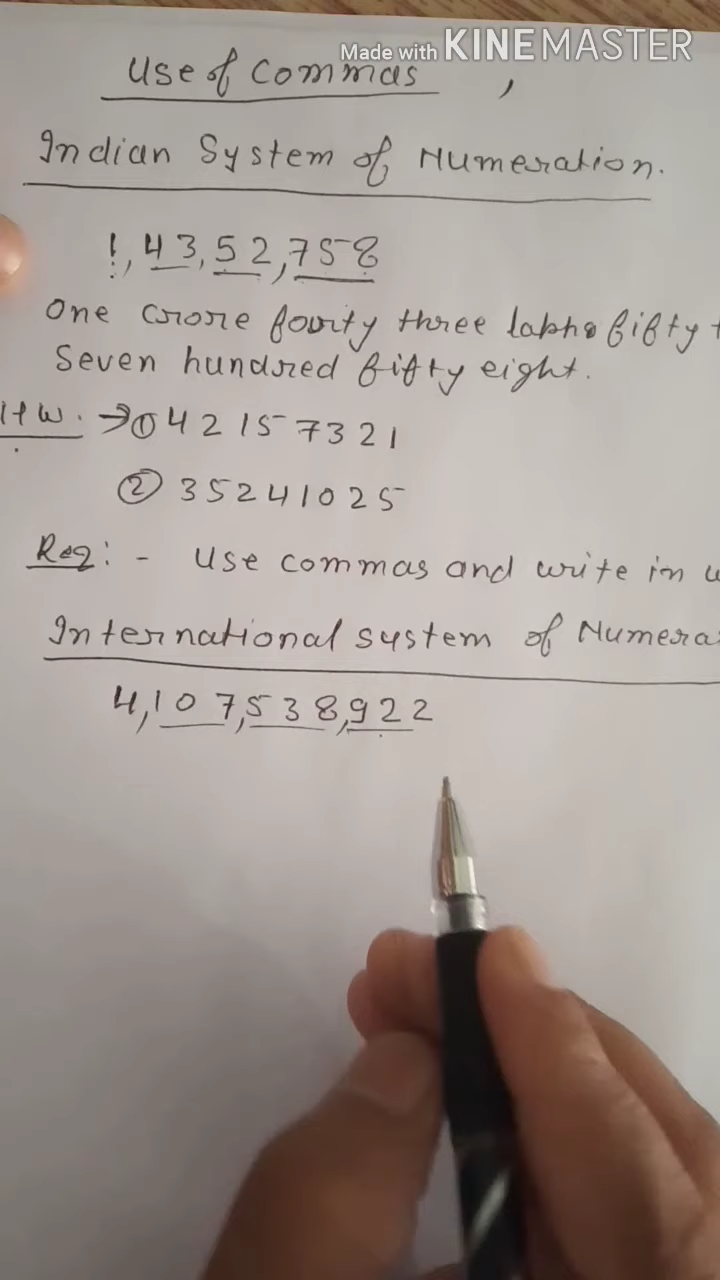 Made with KINEMASTER
Use of Commas ,
Indian System of Numeration.
1,43,52,758
One crore fourty three lakhs fifty
Seven hundred fifty eight.
HW. → ① 42157321
② 35241025
Req: - Use commas and write in
International system of Numera
4,107,538,922